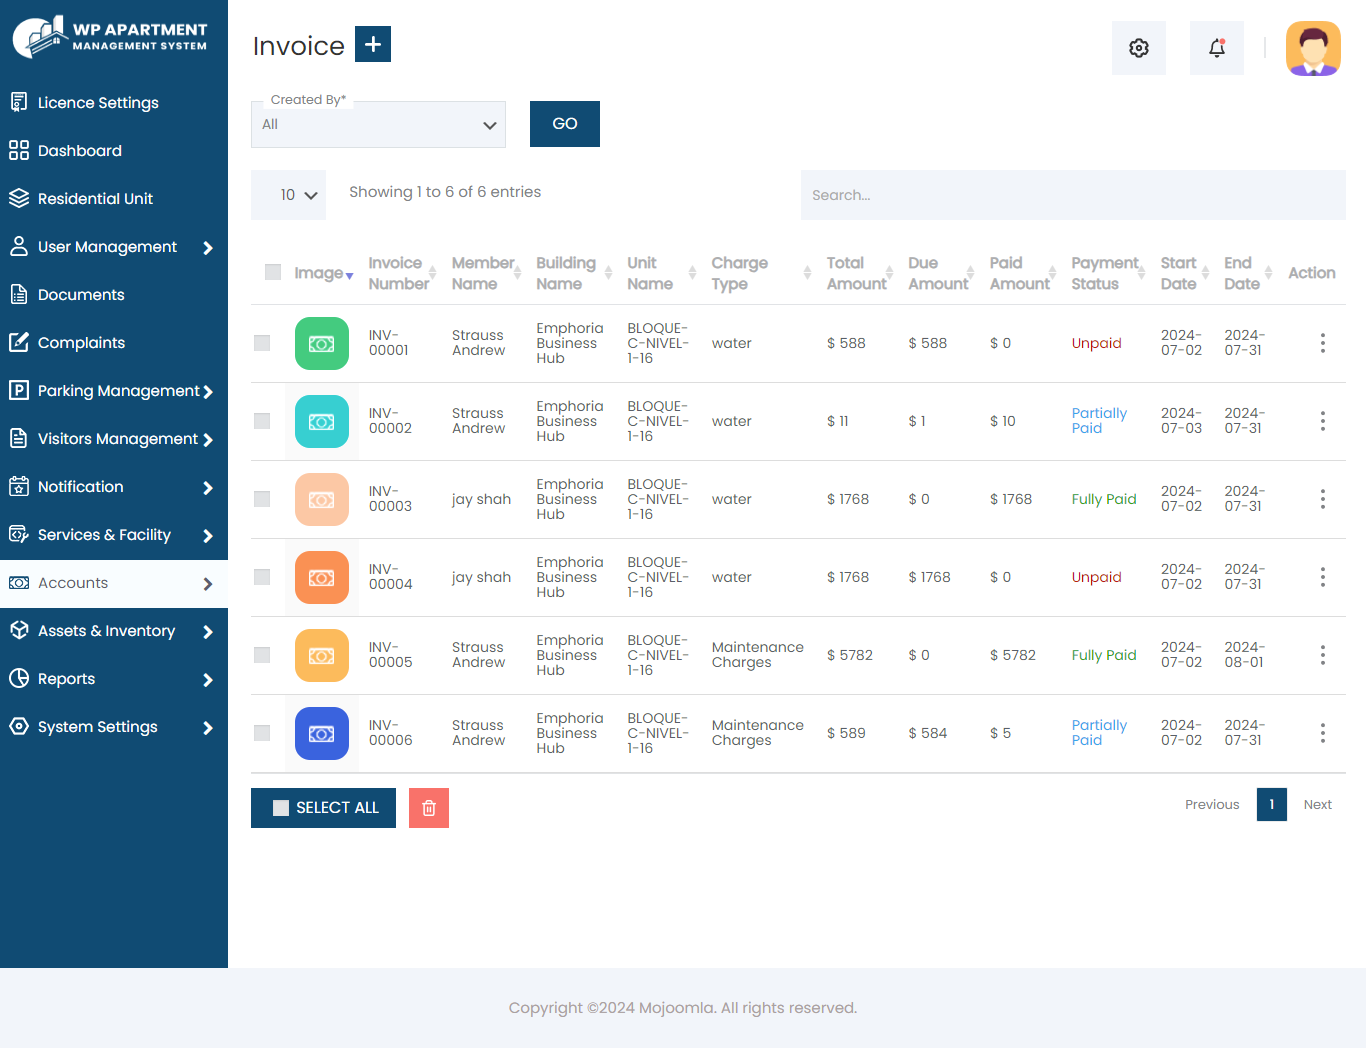 WP APARTMENT
MANAGEMENT SYSTEM
Licence Settings
Dashboard
Residential Unit
User Management
Documents
Complaints
Parking Management
Visitors Management
Notification
Services & Facility
Accounts
Assets & Inventory
Reports
System Settings
Invoice +
Created By*
All
GO
10
Showing 1 to 6 of 6 entries
Search...
Image Invoice Number Member Name Building Name Unit Name Charge Type Total Amount Due Amount Paid Amount Payment Status Start Date End Date Action
INV-00001 Strauss Andrew Emphoria Business Hub BLOQUE-C-NIVEL-1-16 water $ 588 $ 588 $ 0 Unpaid 2024-07-02 2024-07-31
INV-00002 Strauss Andrew Emphoria Business Hub BLOQUE-C-NIVEL-1-16 water $ 11 $ 1 $ 10 Partially Paid 2024-07-03 2024-07-31
INV-00003 jay shah Emphoria Business Hub BLOQUE-C-NIVEL-1-16 water $ 1768 $ 0 $ 1768 Fully Paid 2024-07-02 2024-07-31
INV-00004 jay shah Emphoria Business Hub BLOQUE-C-NIVEL-1-16 water $ 1768 $ 1768 $ 0 Unpaid 2024-07-02 2024-07-31
INV-00005 Strauss Andrew Emphoria Business Hub BLOQUE-C-NIVEL-1-16 Maintenance Charges $ 5782 $ 0 $ 5782 Fully Paid 2024-07-02 2024-08-01
INV-00006 Strauss Andrew Emphoria Business Hub BLOQUE-C-NIVEL-1-16 Maintenance Charges $ 589 $ 584 $ 5 Partially Paid 2024-07-02 2024-07-31
SELECT ALL
Previous 1 Next
Copyright ©2024 Mojoomla. All rights reserved.